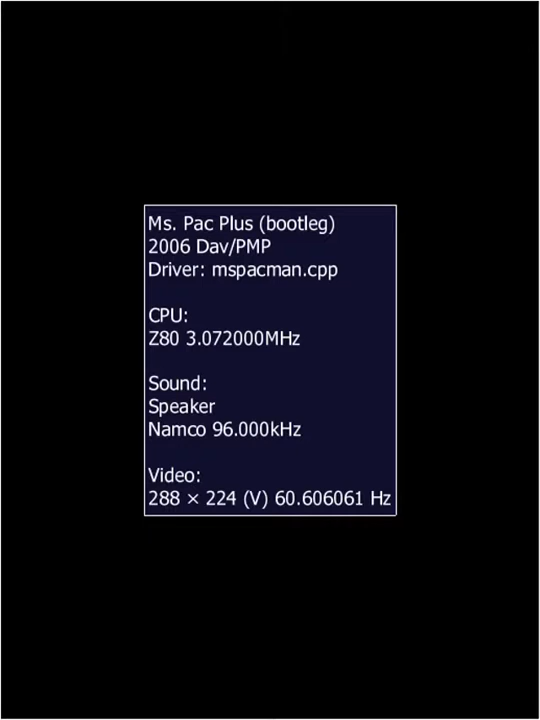 Ms. Pac Plus (bootleg)
2006 Dav/PMP
Driver: mspacman.cpp
CPU:
Z80 3.072000MHz
Sound:
Speaker
Namco 96.000kHz
Video:
288 × 224 (V) 60.606061 Hz